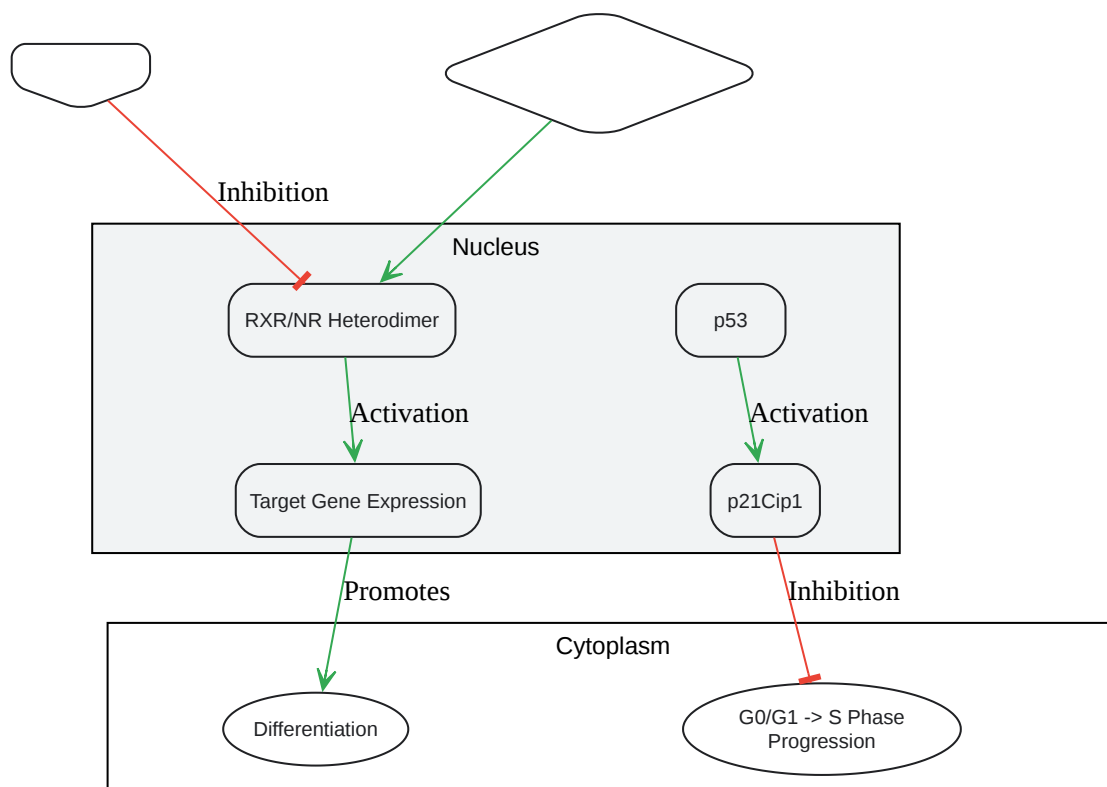 Inhibition
Nucleus
RXR/NR Heterodimer
p53
Activation
Activation
Target Gene Expression
p21Cip1
Promotes
Inhibition
Cytoplasm
Differentiation
G0/G1 -> S Phase
Progression